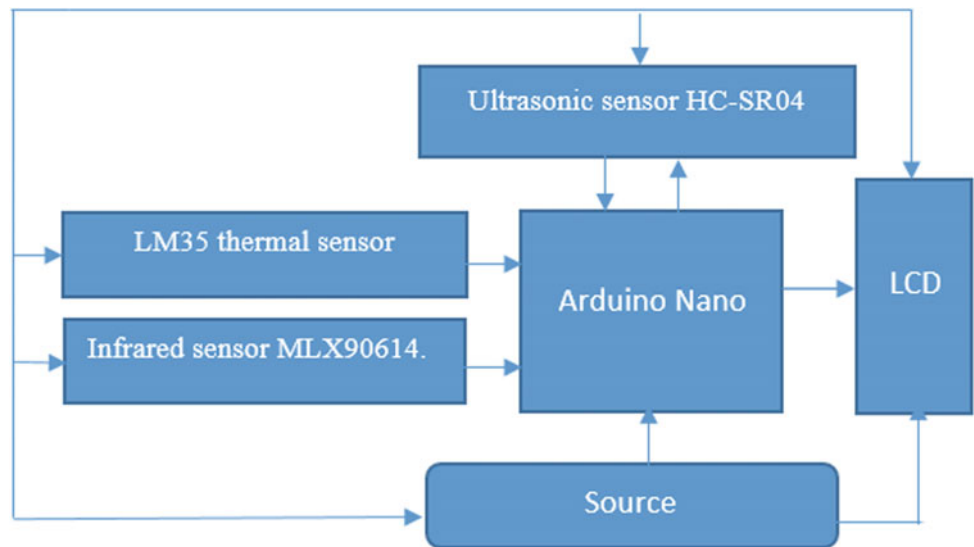 Ultrasonic sensor HC-SR04
LM35 thermal sensor
Arduino Nano
LCD
Infrared sensor MLX90614.
Source